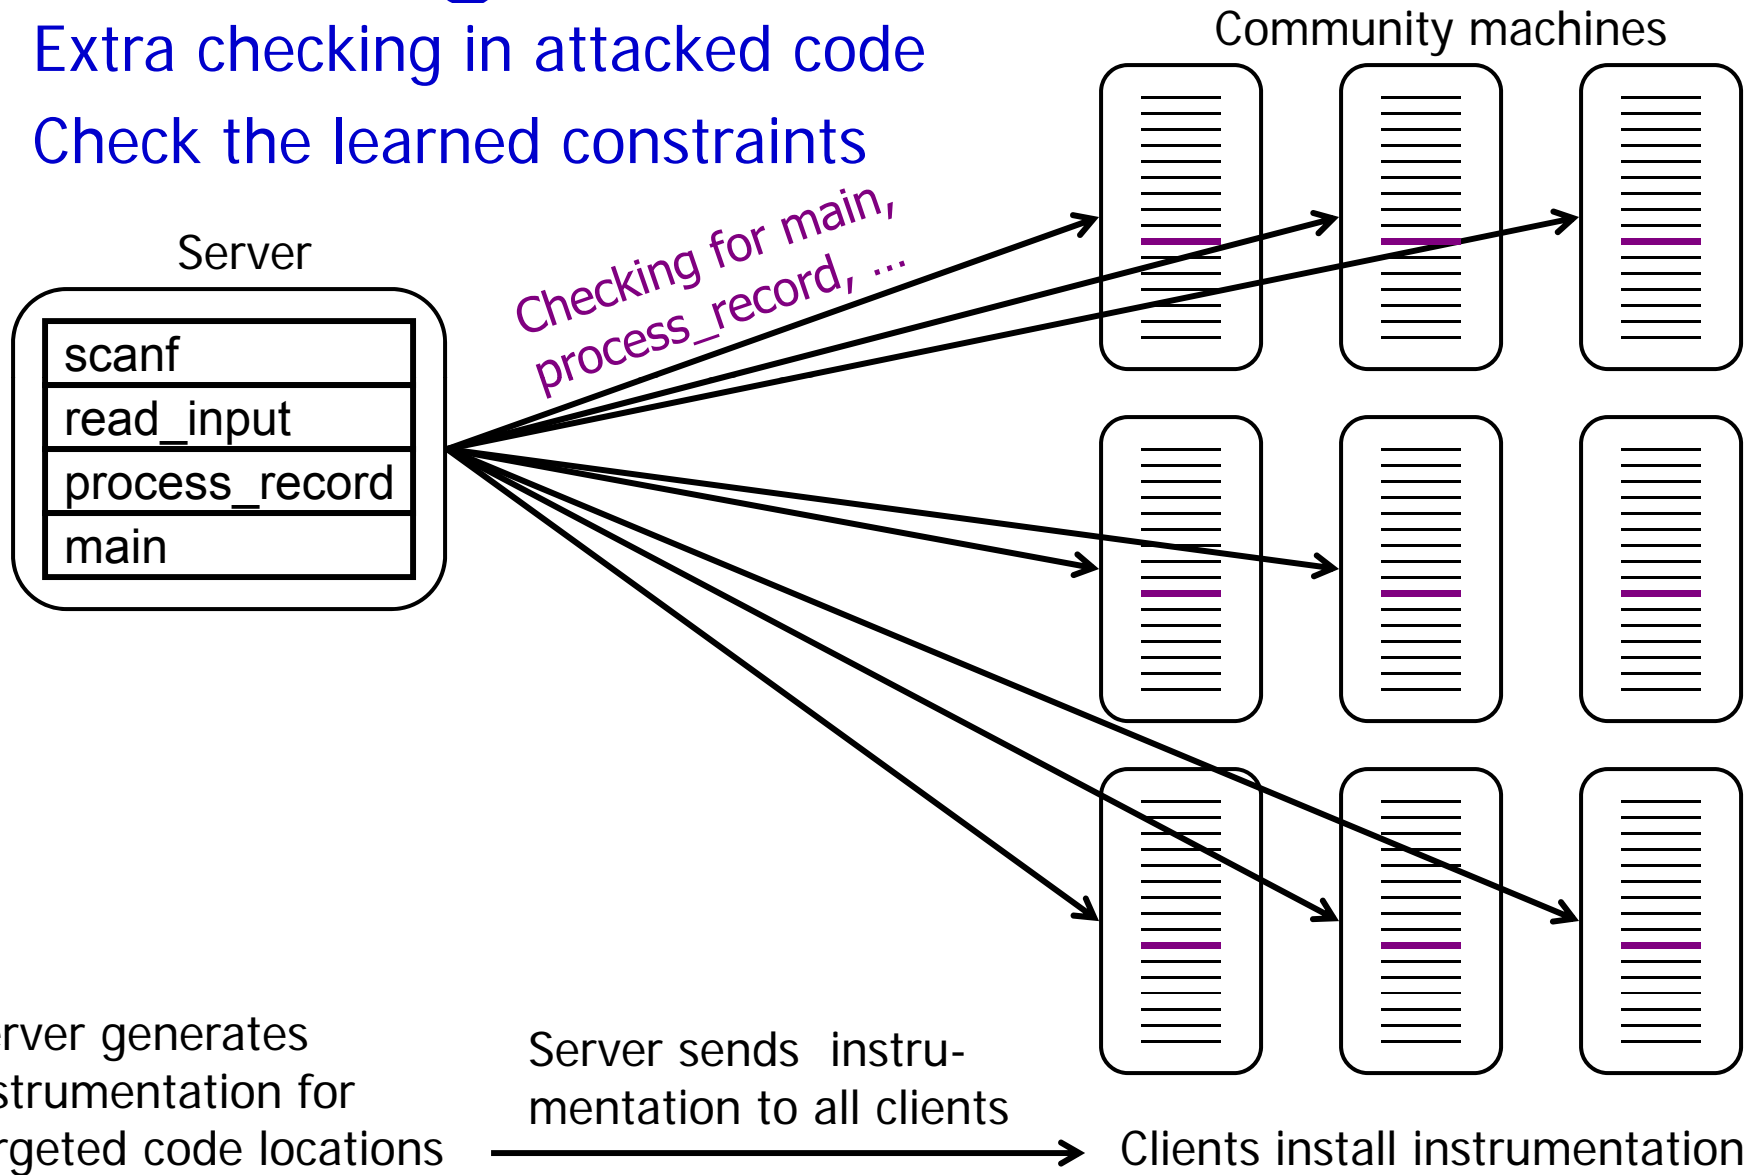 Extra checking in attacked code
Check the learned constraints
Community machines
Server
Checking for main,
process_record, ...
scanf
read_input
process_record
main
erver generates
strumentation for
rgeted code locations
Server sends instru-
mentation to all clients
Clients install instrumentation